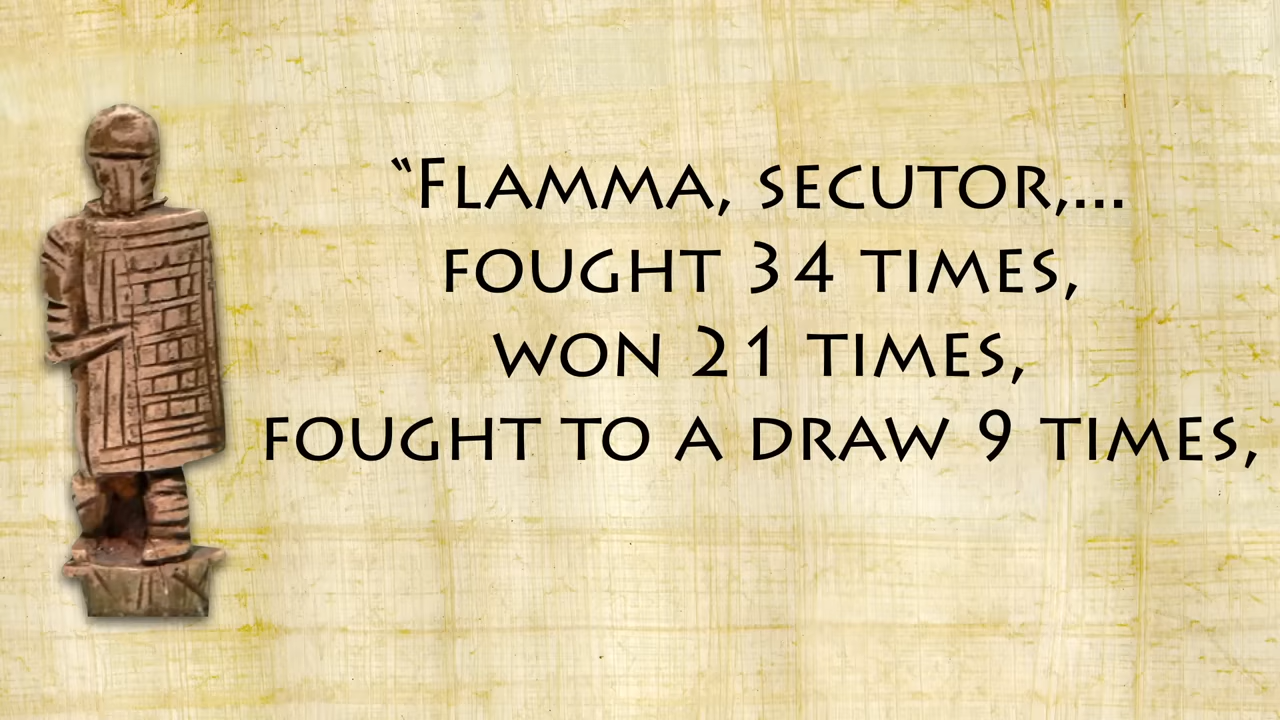 “Flamma, secutor,...
fought 34 times,
won 21 times,
fought to a draw 9 times,